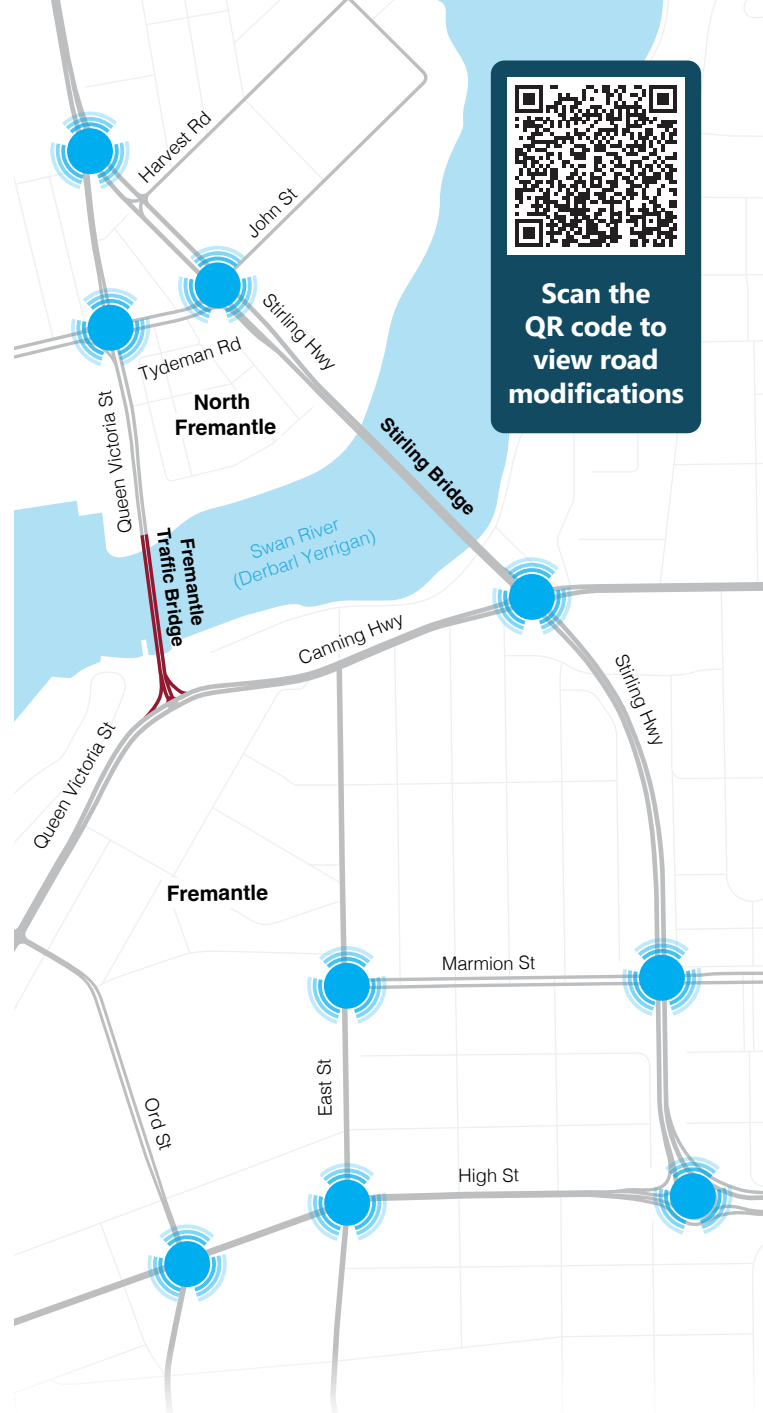 Harvest Rd
John St
Scan the
QR code to
view road
modifications
Stirling Hwy
Tydeman Rd
North
Fremantle
Queen Victoria St
Stirling Bridge
Fremantle
Traffic Bridge
Swan River
(Derbarl Yerrigan)
Canning Hwy
Stirling Hwy
Queen Victoria St
Fremantle
Marmion St
East St
Ord St
High St